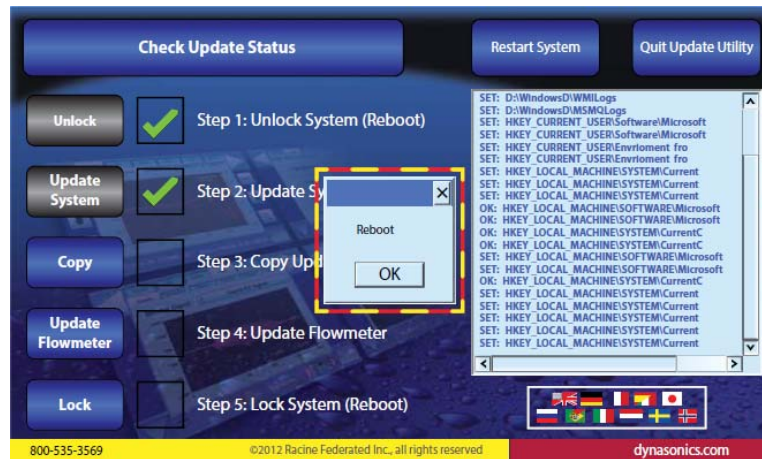 Check Update Status
Restart System
Quit Update Utility
Unlock
Step 1: Unlock System (Reboot)
Update
System
Step 2: Update Sy
Copy
Step 3: Copy Upd
Update
Flowmeter
Step 4: Update Flowmeter
Lock
Step 5: Lock System (Reboot)
X
Reboot
OK
SET: D:\WindowsD\WMILogs
SET: D:\WindowsD\MSMQLogs
SET: HKEY_CURRENT_USER\Software\Microsoft
SET: HKEY_CURRENT_USER\Software\Microsoft
SET: HKEY_CURRENT_USER\Envrioment fro
SET: HKEY_CURRENT_USER\Envrioment fro
SET: HKEY_LOCAL_MACHINE\SYSTEM\Current
SET: HKEY_LOCAL_MACHINE\SYSTEM\Current
SET: HKEY_LOCAL_MACHINE\SYSTEM\Current
OK: HKEY_LOCAL_MACHINE\SOFTWARE\Microsoft
OK: HKEY_LOCAL_MACHINE\SOFTWARE\Microsoft
OK: HKEY_LOCAL_MACHINE\SYSTEM\CurrentC
OK: HKEY_LOCAL_MACHINE\SYSTEM\CurrentC
SET: HKEY_LOCAL_MACHINE\SOFTWARE\Microsoft
SET: HKEY_LOCAL_MACHINE\SOFTWARE\Microsoft
OK: HKEY_LOCAL_MACHINE\SYSTEM\CurrentC
SET: HKEY_LOCAL_MACHINE\SYSTEM\Current
SET: HKEY_LOCAL_MACHINE\SYSTEM\Current
SET: HKEY_LOCAL_MACHINE\SYSTEM\Current
SET: HKEY_LOCAL_MACHINE\SYSTEM\Current
SET: HKEY_LOCAL_MACHINE\SYSTEM\Current
800-535-3569
©2012 Racine Federated Inc., all rights reserved
dynasonics.com